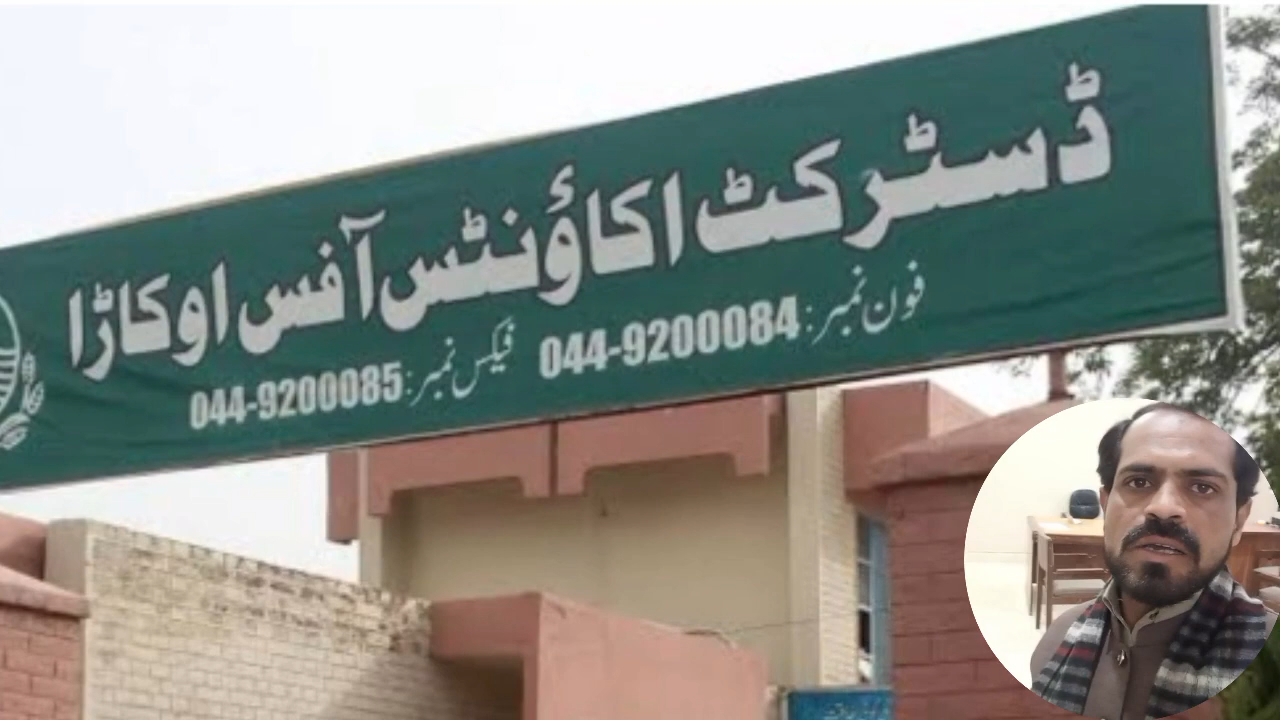 ڈسٹرکٹ اکاؤنٹس آفس اوکاڑا
فون نمبر: 044-9200084 فیکس نمبر: 044-9200085